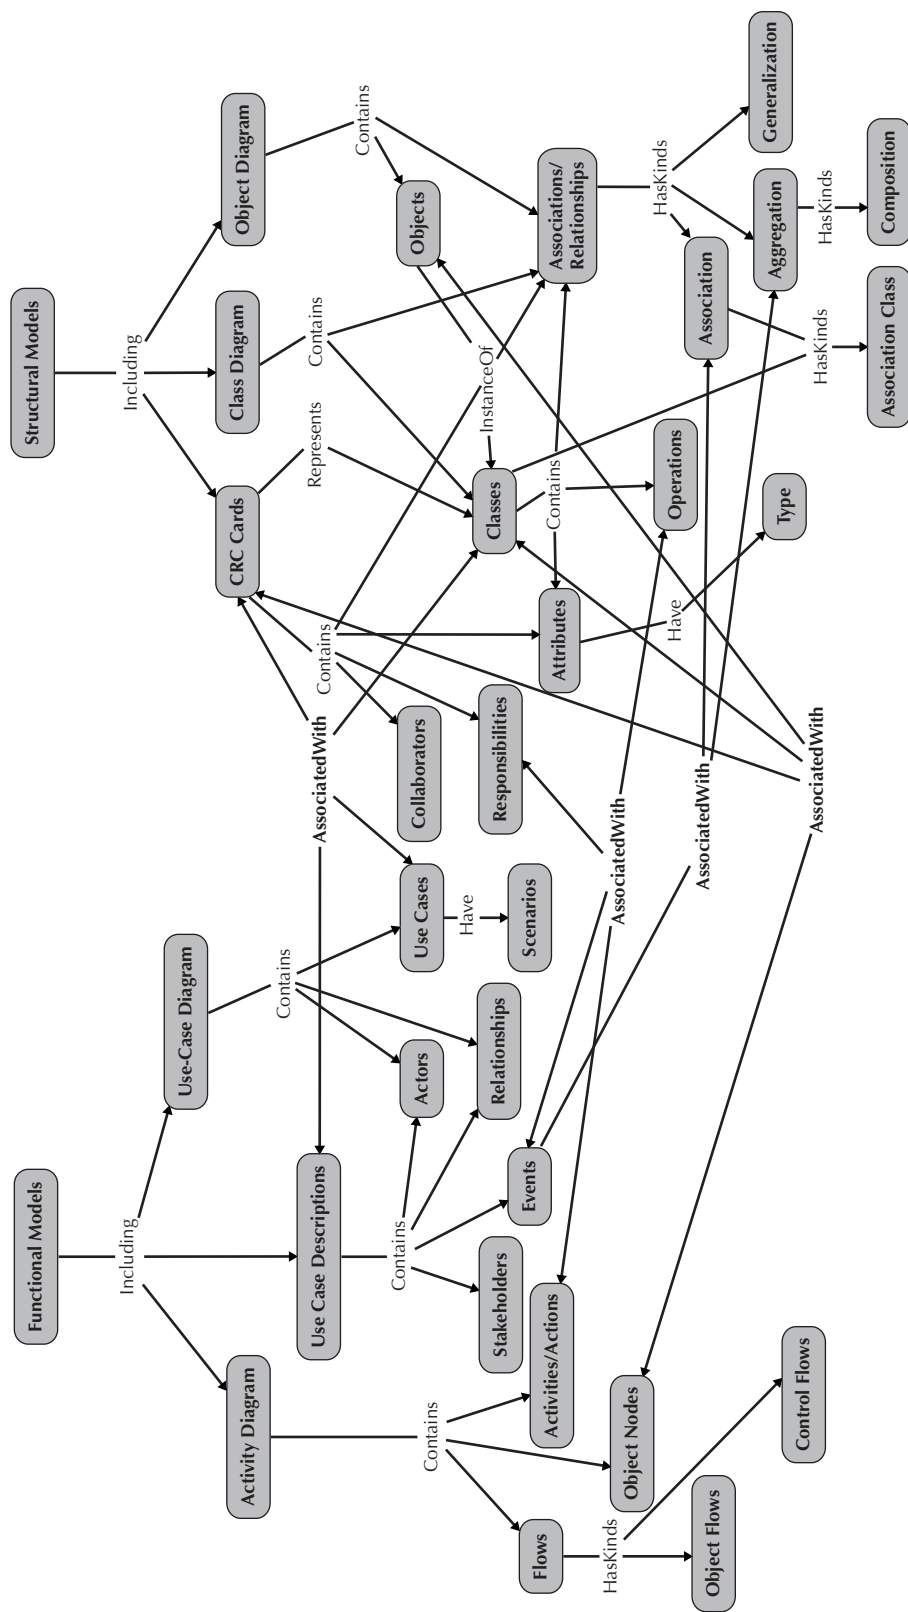 Functional Models
Structural Models
Including
Including
Activity Diagram
Use Case Descriptions
Use-Case Diagram
CRC Cards
Class Diagram
Object Diagram
Contains
Represents
Contains
Contains
AssociatedWith
Contains
Contains
Contains
Actors
Use Cases
Collaborators
Objects
Have
InstanceOf
Stakeholders
Relationships
Responsibilities
Classes
Flows
Activities/Actions
Events
Scenarios
Attributes
Contains
Associations/
Relationships
HasKinds
Object Nodes
AssociatedWith
Have
Operations
HasKinds
Object Flows
AssociatedWith
Association
Control Flows
AssociatedWith
Type
HasKinds
Aggregation
Generalization
HasKinds
Association Class
Composition